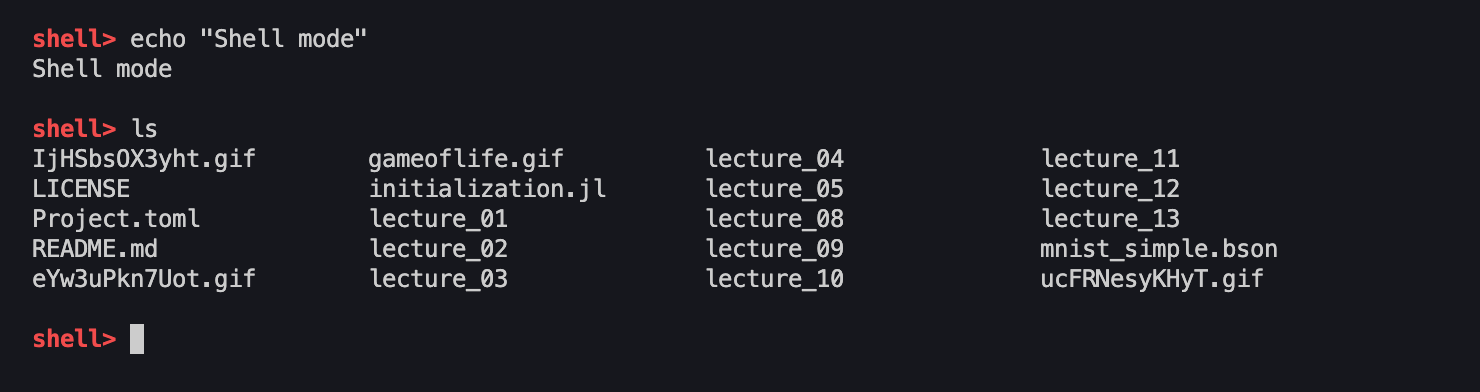 shell> echo "Shell mode"
Shell mode
shell> ls
IjHSbsOX3yht.gif gameoflife.gif lecture_04 lecture_11
LICENSE initialization.jl lecture_05 lecture_12
Project.toml lecture_01 lecture_08 lecture_13
README.md lecture_02 lecture_09 mnist_simple.bson
eYw3uPkn7Uot.gif lecture_03 lecture_10 ucFRNesyKHyT.gif
shell>